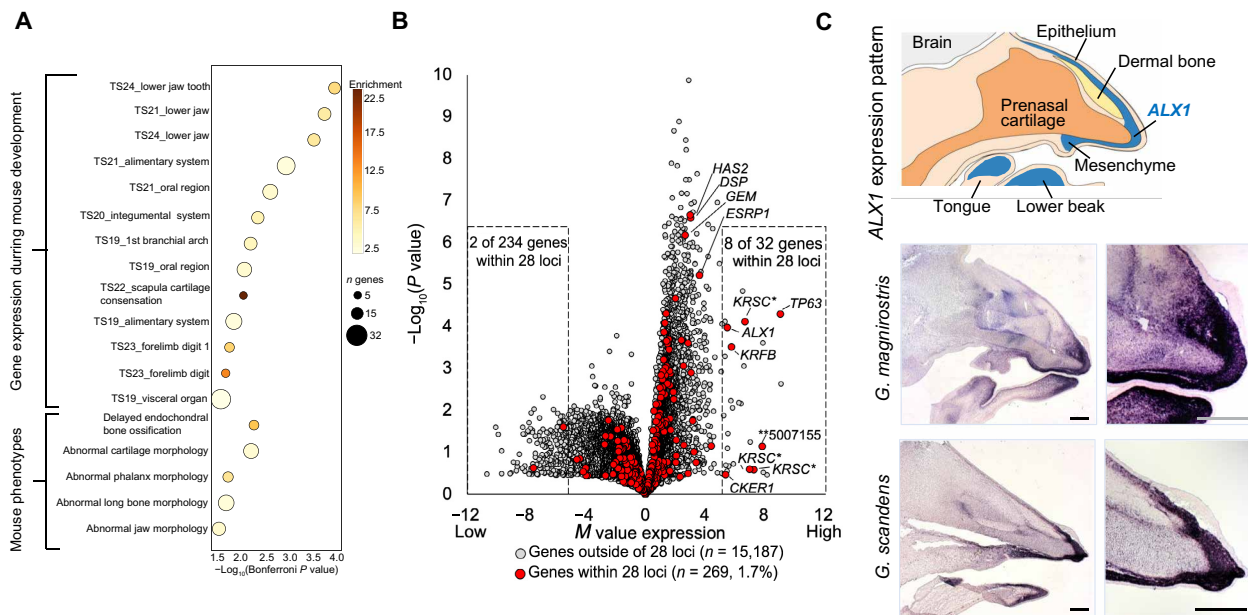 A
Gene expression during mouse development
Mouse phenotypes
TS24_lower jaw tooth
TS21_lower jaw
TS24_lower jaw
TS21_alimentary system
TS21_oral region
TS20_integumental system
TS19_1st branchial arch
TS19_oral region
TS22_scapula cartilage
consensation
TS19_alimentary system
TS23_forelimb digit 1
TS23_forelimb digit
TS19_visceral organ
Delayed endochondral
bone ossification
Abnormal cartilage morphology
Abnormal phalanx morphology
Abnormal long bone morphology
Abnormal jaw morphology
1.5 2.0 2.5 3.0 3.5 4.0
−Log10(Bonferroni P value)
Enrichment
22.5
17.5
12.5
7.5
2.5
n genes
5
15
32
B
−Log10(P value)
10
9
8
7
6
5
4
3
2
1
0
2 of 234 genes
within 28 loci
8 of 32 genes
within 28 loci
HAS2
DSP
GEM
ESRP1
KRSC*
TP63
ALX1
KRFB
**5007155
KRSC*
KRSC*
CKER1
−12 −8 −4 0 4 8 12
Low
M value expression
High
Genes outside of 28 loci (n = 15,187)
Genes within 28 loci (n = 269, 1.7%)
C
ALX1 expression pattern
Brain
Epithelium
Dermal bone
ALX1
Prenasal
cartilage
Mesenchyme
Tongue
Lower beak
G. magnirostris
G. scandens